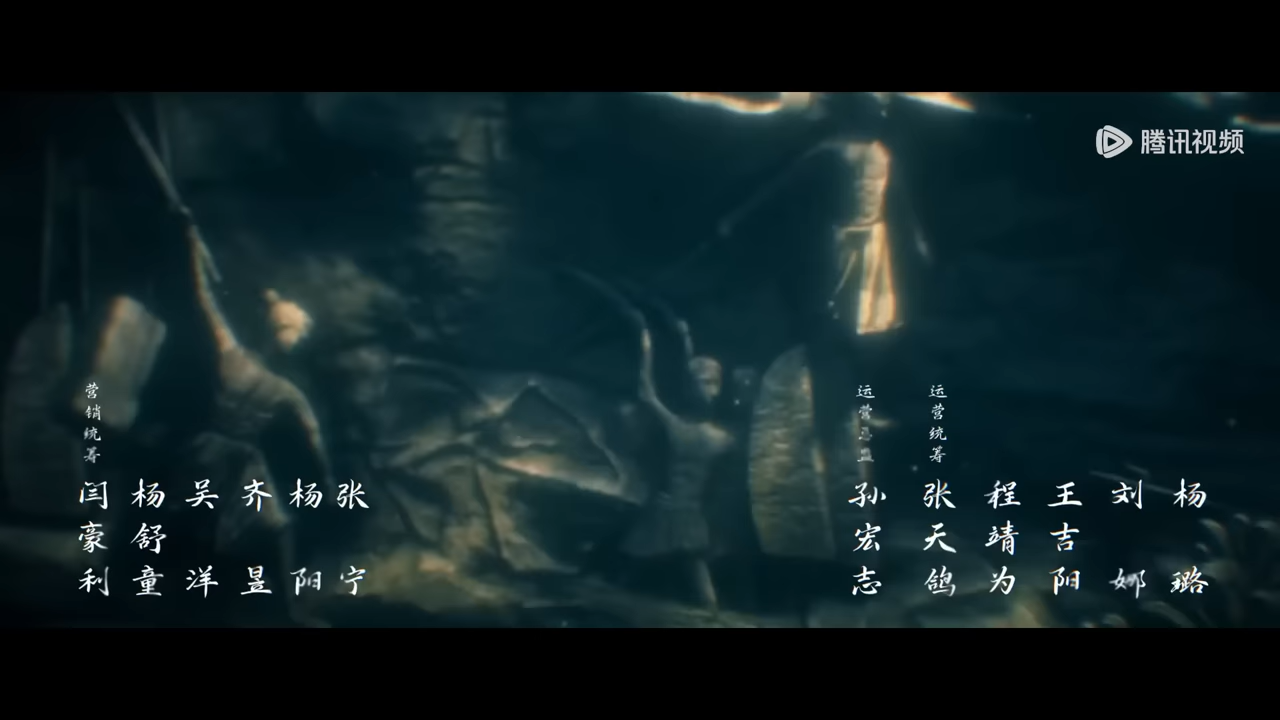 腾讯视频
营销统筹
闫豪利
杨舒童
吴洋
齐昱
杨阳
张宁
运营总监
孙宏志
运营统筹
张天鸽
程靖为
王吉阳
刘娜
杨璐